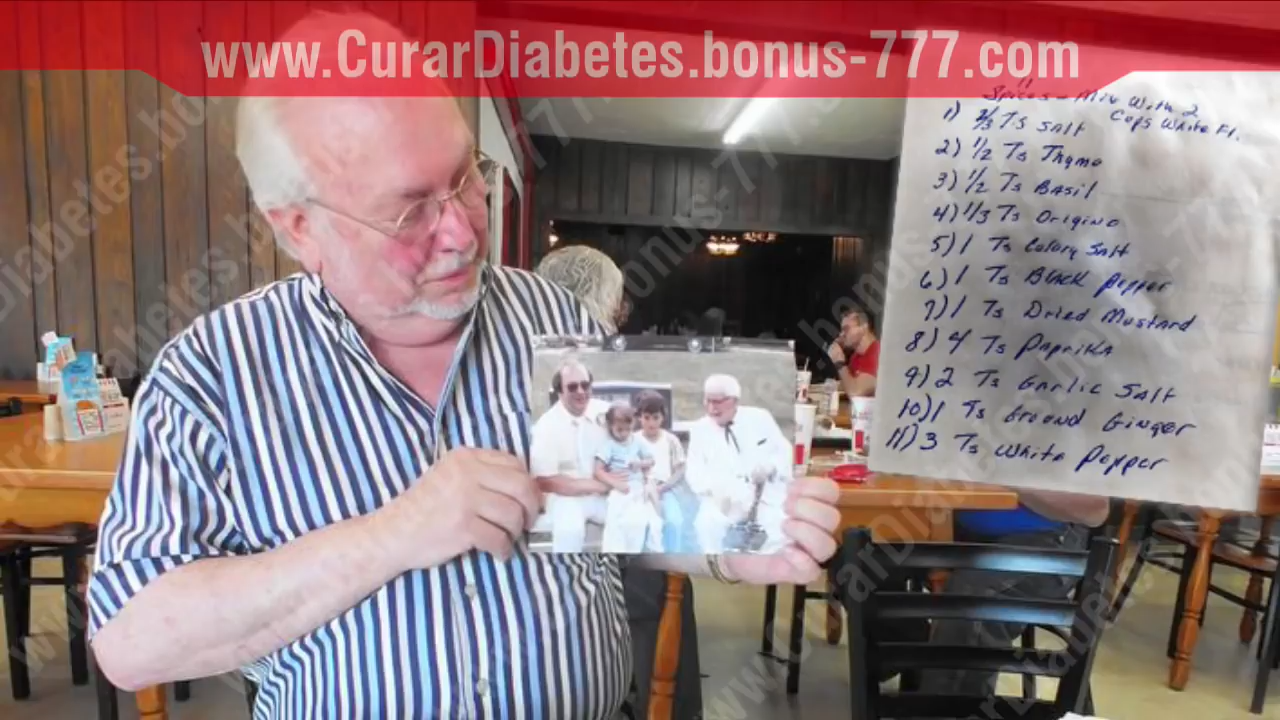 www.CurarDiabetes.bonus-777.com
11
Spices - Mix With 2
Cups White Fl.
1) 2/3 Ts Salt
2) 1/2 Ts Thyme
3) 1/2 Ts Basil
4) 1/3 Ts Origino
5) 1 Ts Celery Salt
6) 1 Ts Black Pepper
7) 1 Ts Dried Mustard
8) 4 Ts Paprika
9) 2 Ts Garlic Salt
10) 1 Ts Ground Ginger
11) 3 Ts White Pepper